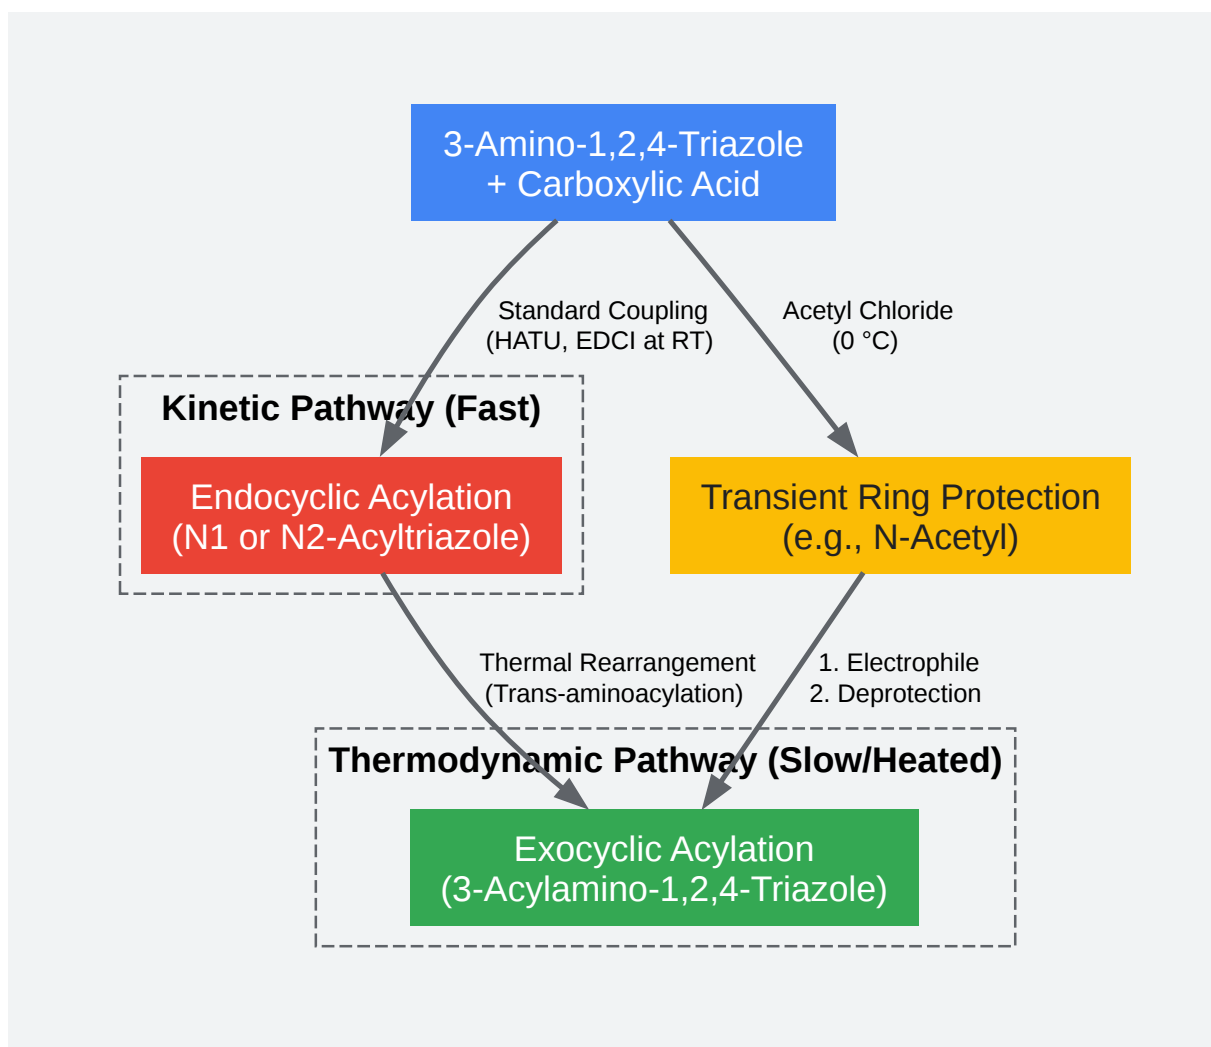 3-Amino-1,2,4-Triazole
+ Carboxylic Acid
Standard Coupling
(HATU, EDCI at RT)
Acetyl Chloride
(0 °C)
Kinetic Pathway (Fast)
Endocyclic Acylation
(N1 or N2-Acyltriazole)
Transient Ring Protection
(e.g., N-Acetyl)
Thermal Rearrangement
(Trans-aminoacylation)
1. Electrophile
2. Deprotection
Thermodynamic Pathway (Slow/Heated)
Exocyclic Acylation
(3-Acylamino-1,2,4-Triazole)